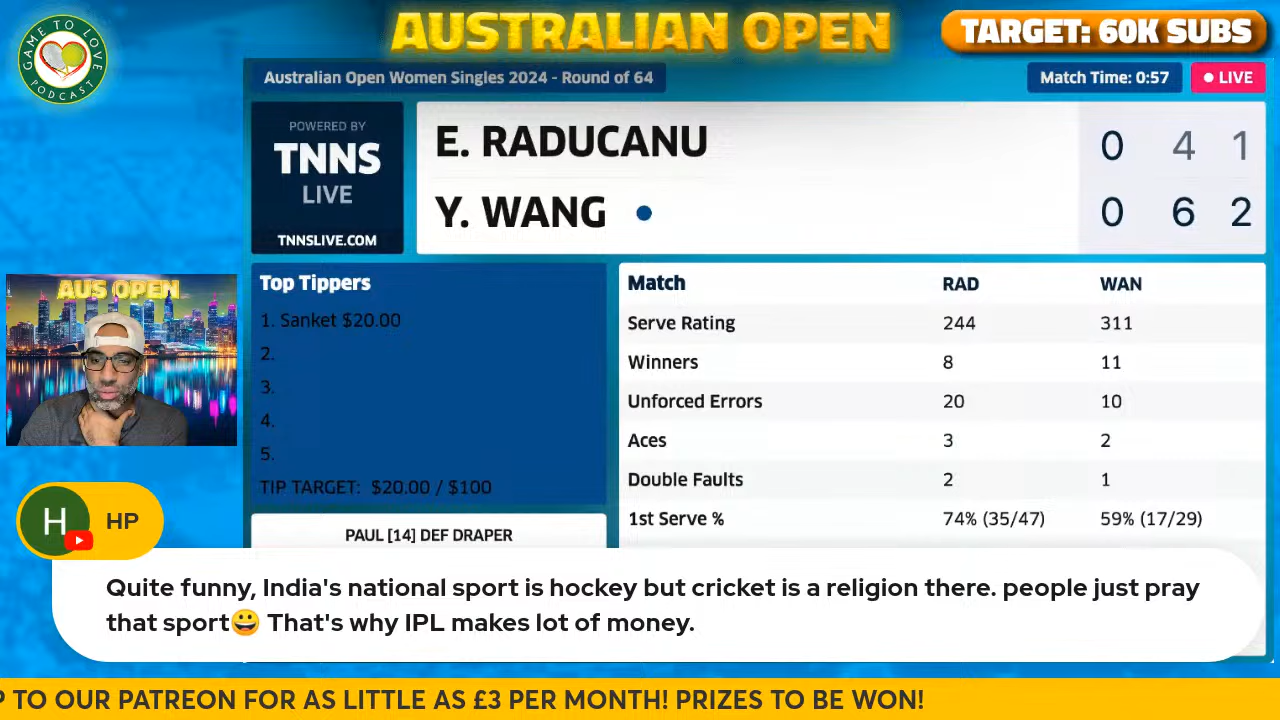 GAME TO LOVE
PODCAST
AUSTRALIAN OPEN
TARGET: 60K SUBS
Australian Open Women Singles 2024 - Round of 64
Match Time: 0:57
LIVE
POWERED BY
TNNS
LIVE
TNNSLIVE.COM
E. RADUCANU 0 4 1
Y. WANG 0 6 2
AUS OPEN
Top Tippers
1. Sanket $20.00
2.
3.
4.
5.
TIP TARGET: $20.00 / $100
PAUL [14] DEF DRAPER
Match RAD WAN
Serve Rating 244 311
Winners 8 11
Unforced Errors 20 10
Aces 3 2
Double Faults 2 1
1st Serve % 74% (35/47) 59% (17/29)
H HP
Quite funny, India's national sport is hockey but cricket is a religion there. people just pray
that sport😀 That's why IPL makes lot of money.
P TO OUR PATREON FOR AS LITTLE AS £3 PER MONTH! PRIZES TO BE WON!